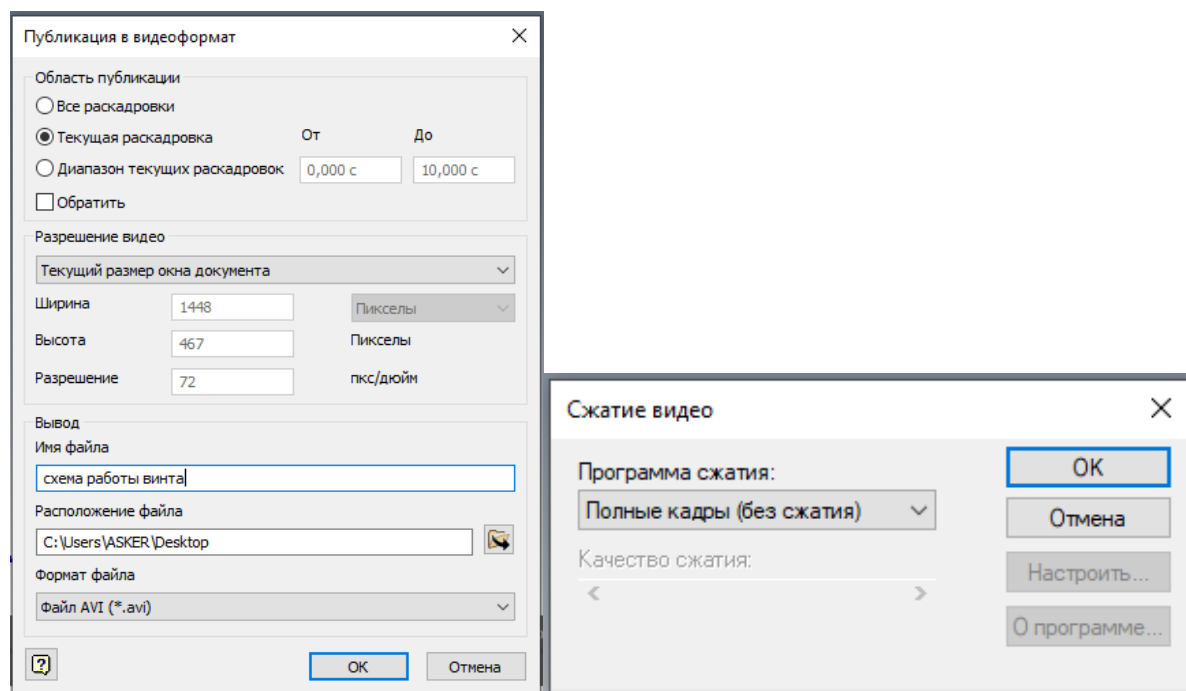 Публикация в видеоформат
Область публикации
Все раскадровки
Текущая раскадровка От До
Диапазон текущих раскадровок 0,000 с 10,000 с
Обратить
Разрешение видео
Текущий размер окна документа
Ширина 1448 Пикселы
Высота 467 Пикселы
Разрешение 72 пкс/дюйм
Вывод
Имя файла
схема работы винта
Расположение файла
C:\Users\ASKER\Desktop
Формат файла
Файл AVI (*.avi)
OK Отмена
Сжатие видео
Программа сжатия:
Полные кадры (без сжатия)
Качество сжатия:
OK
Отмена
Настроить...
О программе...